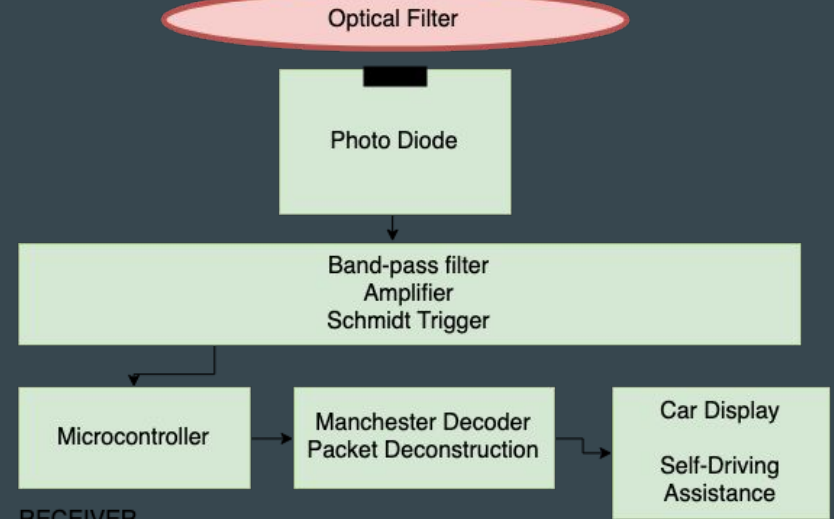 Optical Filter
Photo Diode
Band-pass filter
Amplifier
Schmidt Trigger
Microcontroller
Manchester Decoder
Packet Deconstruction
Car Display
Self-Driving
Assistance
RECEIVER